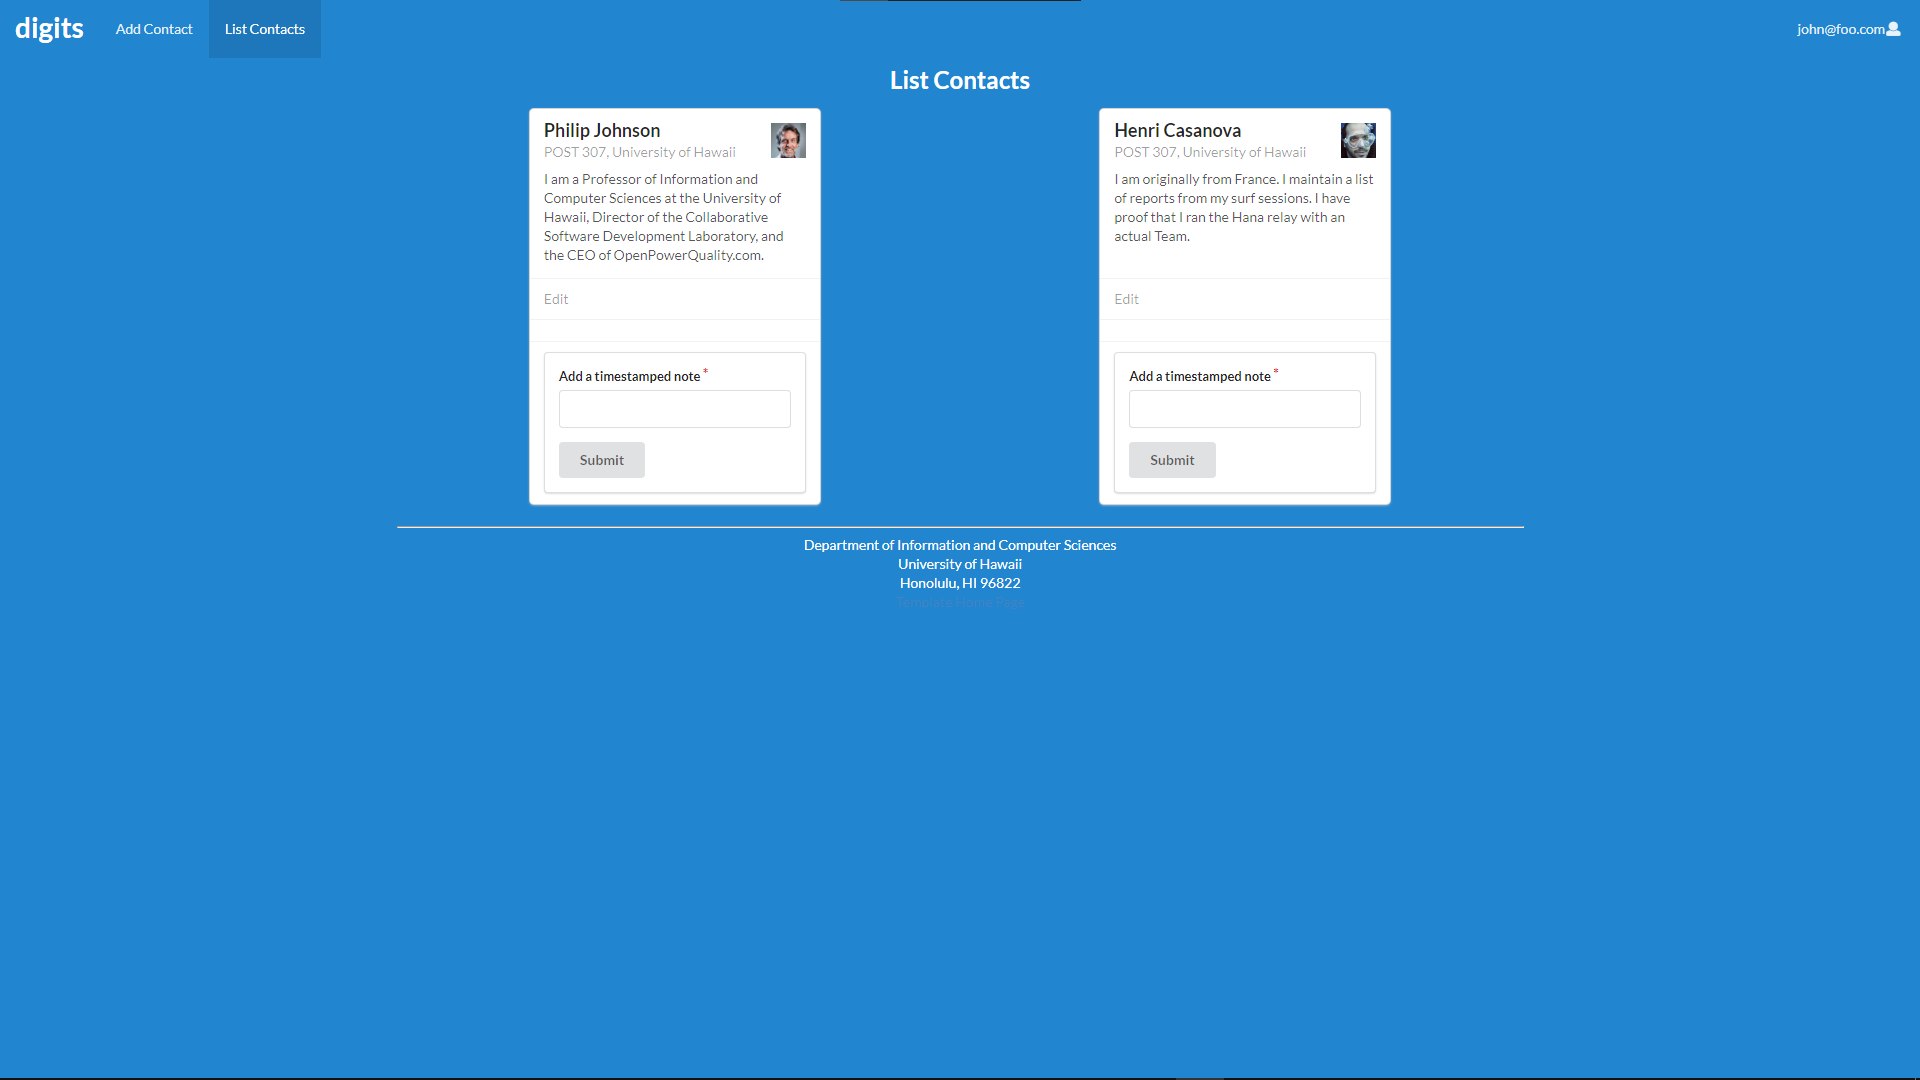 digits
Add Contact
List Contacts
john@foo.com
List Contacts
Philip Johnson
POST 307, University of Hawaii
I am a Professor of Information and
Computer Sciences at the University of
Hawaii, Director of the Collaborative
Software Development Laboratory, and
the CEO of OpenPowerQuality.com.
Edit
Add a timestamped note *
Submit
Henri Casanova
POST 307, University of Hawaii
I am originally from France. I maintain a list
of reports from my surf sessions. I have
proof that I ran the Hana relay with an
actual Team.
Edit
Add a timestamped note *
Submit
Department of Information and Computer Sciences
University of Hawaii
Honolulu, HI 96822
Template Home Page